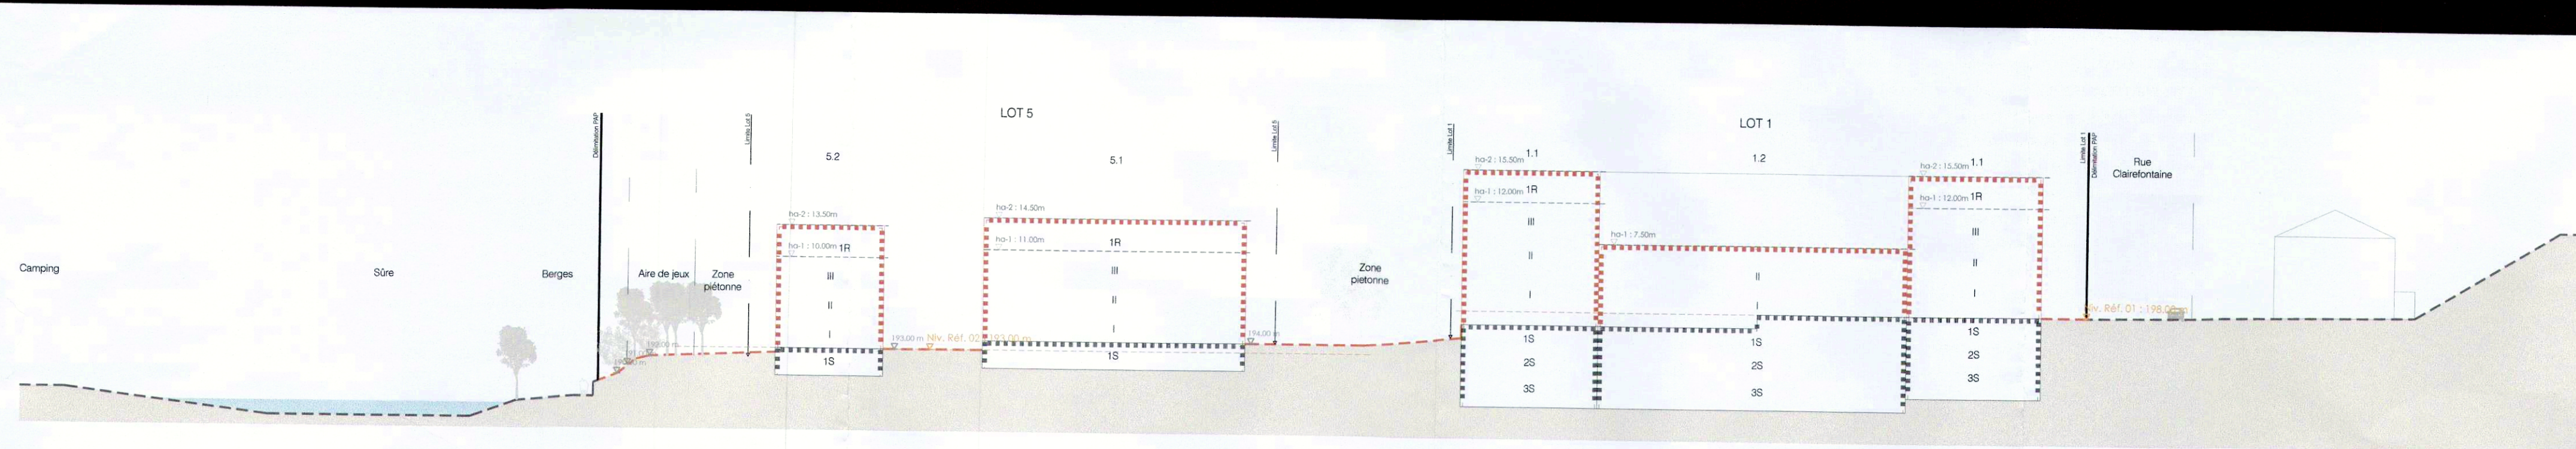 LOT 5
LOT 1
Délimitation PAP
Limite Lot 5
5.2
5.1
Limite Lot 5
Limite Lot 1
1.1
1.2
1.1
Limite Lot 1
Délimitation PAP
Rue
Clairefontaine
ha-2 : 13.50m
ha-1 : 10.00m 1R
III
II
I
1S
ha-2 : 14.50m
ha-1 : 11.00m
1R
III
II
I
1S
ha-2 : 15.50m
ha-1 : 12.00m 1R
III
II
I
1S
2S
3S
ha-1 : 7.50m
II
I
1S
2S
3S
ha-2 : 15.50m
ha-1 : 12.00m 1R
III
II
I
1S
2S
3S
Camping
Sûre
Berges
Aire de jeux
Zone
piétonne
Zone
pietonne
193.00 m
Niv. Réf. 02 : 193.00 m
194.00 m
Niv. Réf. 01 : 198.00 m